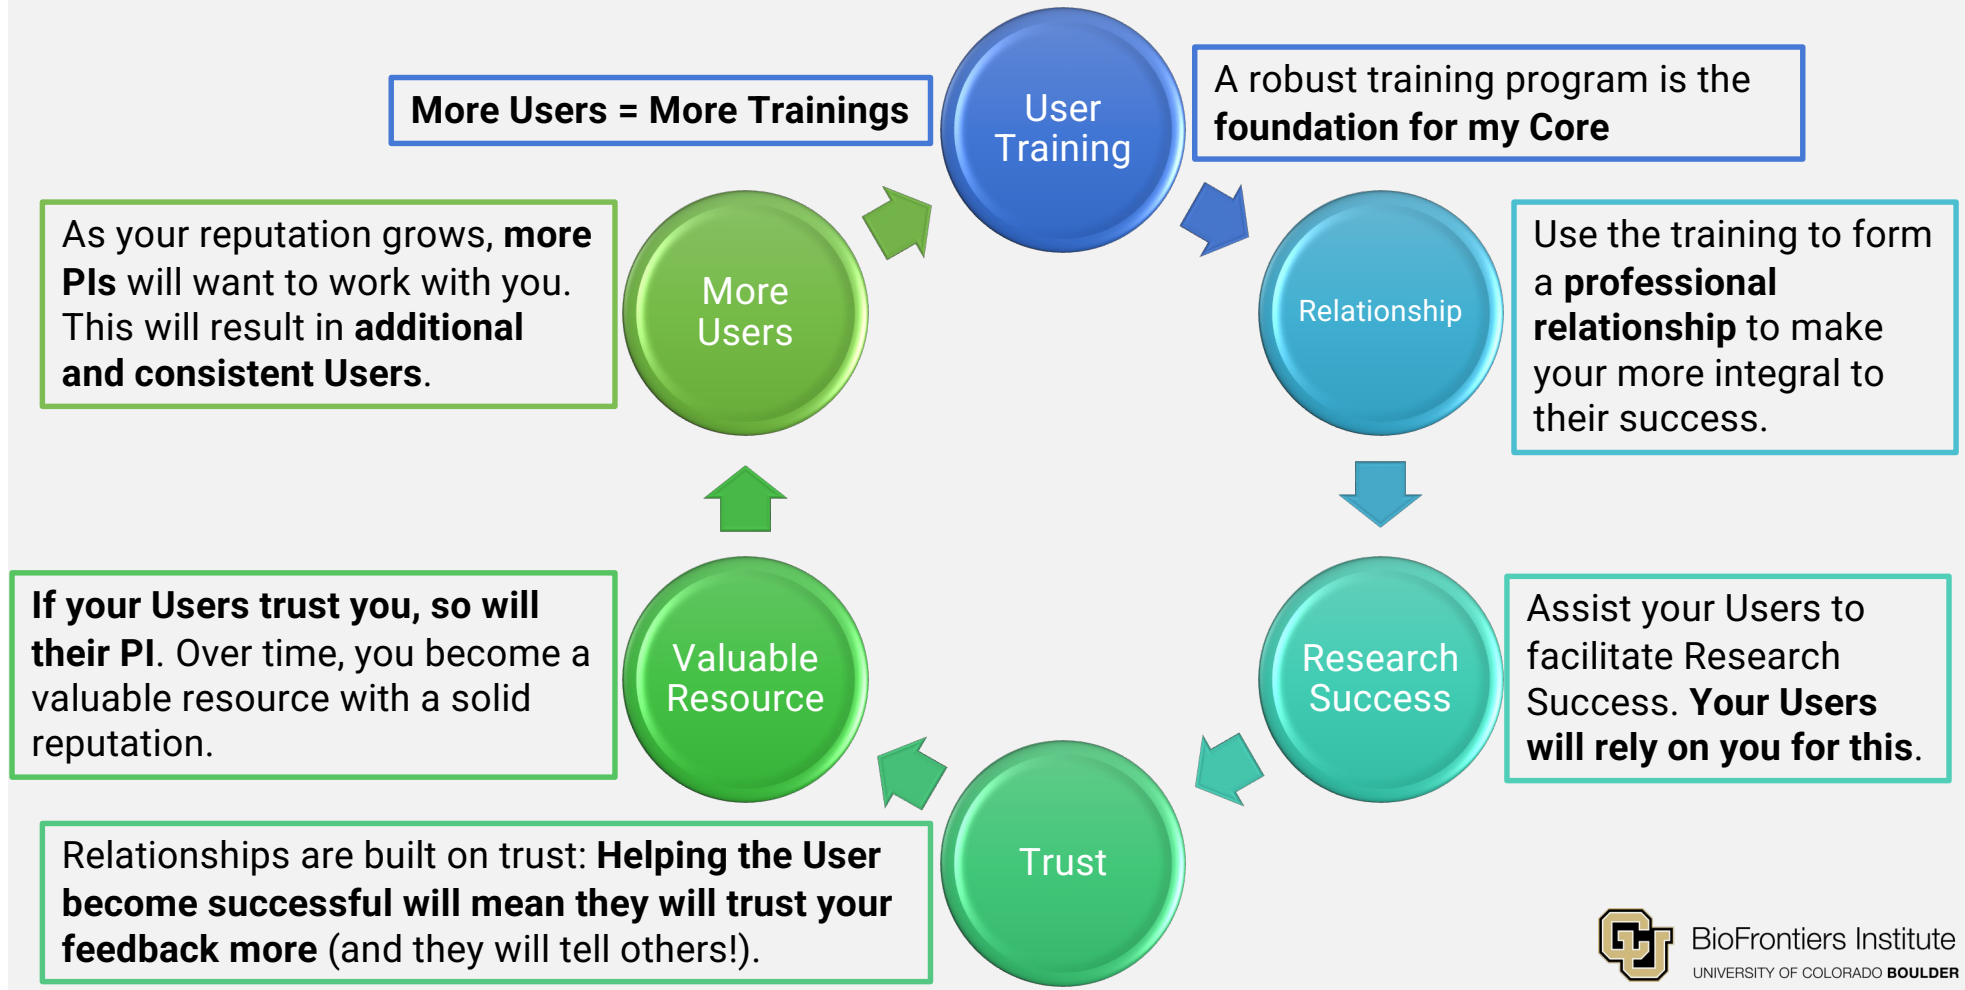 More Users = More Trainings
User
Training
A robust training program is the
foundation for my Core
Relationship
Use the training to form
a professional
relationship to make
your more integral to
their success.
Research
Success
Assist your Users to
facilitate Research
Success. Your Users
will rely on you for this.
Trust
Relationships are built on trust: Helping the User
become successful will mean they will trust your
feedback more (and they will tell others!).
Valuable
Resource
If your Users trust you, so will
their PI. Over time, you become a
valuable resource with a solid
reputation.
More
Users
As your reputation grows, more
PIs will want to work with you.
This will result in additional
and consistent Users.
CU
BioFrontiers Institute
UNIVERSITY OF COLORADO BOULDER